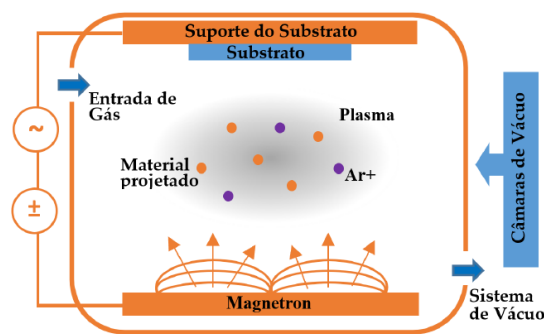 Suporte do Substrato
Substrato
Entrada de
Gás
Plasma
Material
projetado
Ar+
~
±
Magnetron
Câmaras de Vácuo
Sistema
de Vácuo